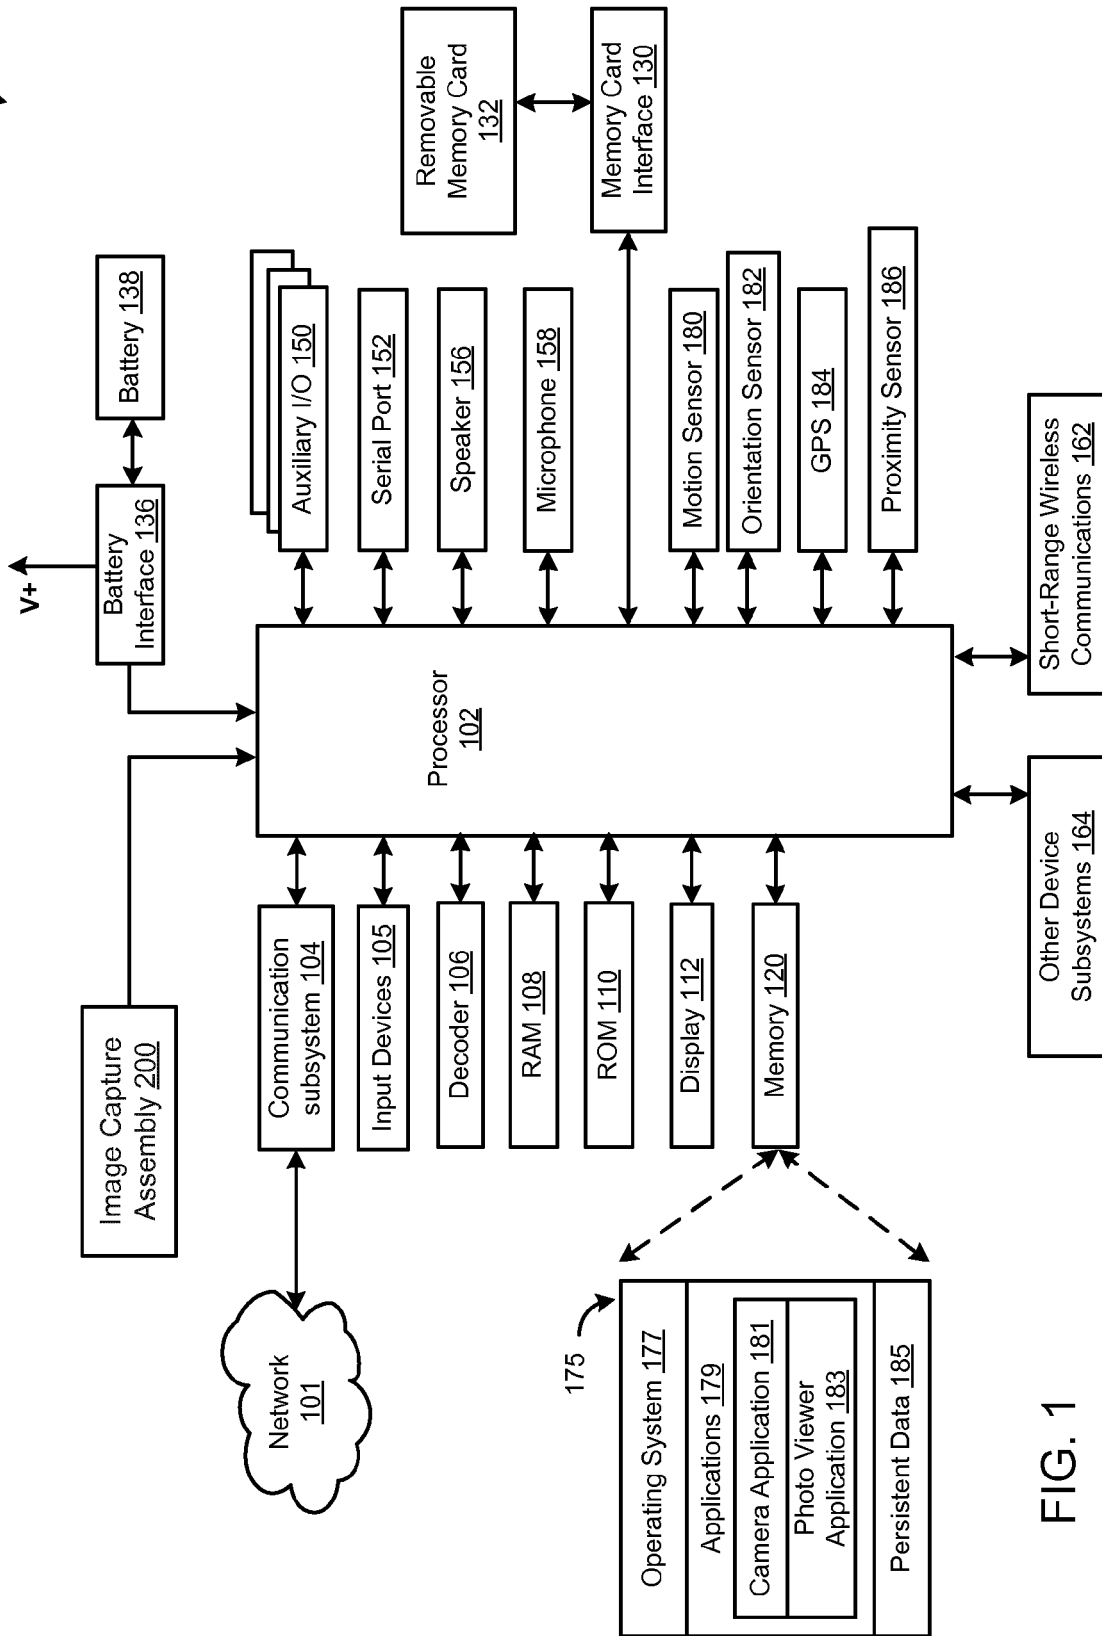 Image Capture
Assembly 200
V+
Battery
Interface 136
Battery 138
Network
101
Communication
subsystem 104
Input Devices 105
Decoder 106
RAM 108
ROM 110
Display 112
Memory 120
Processor
102
Auxiliary I/O 150
Serial Port 152
Speaker 156
Microphone 158
Removable
Memory Card
132
Memory Card
Interface 130
Motion Sensor 180
Orientation Sensor 182
GPS 184
Proximity Sensor 186
175
Operating System 177
Applications 179
Camera Application 181
Photo Viewer
Application 183
Persistent Data 185
Other Device
Subsystems 164
Short-Range Wireless
Communications 162
FIG. 1